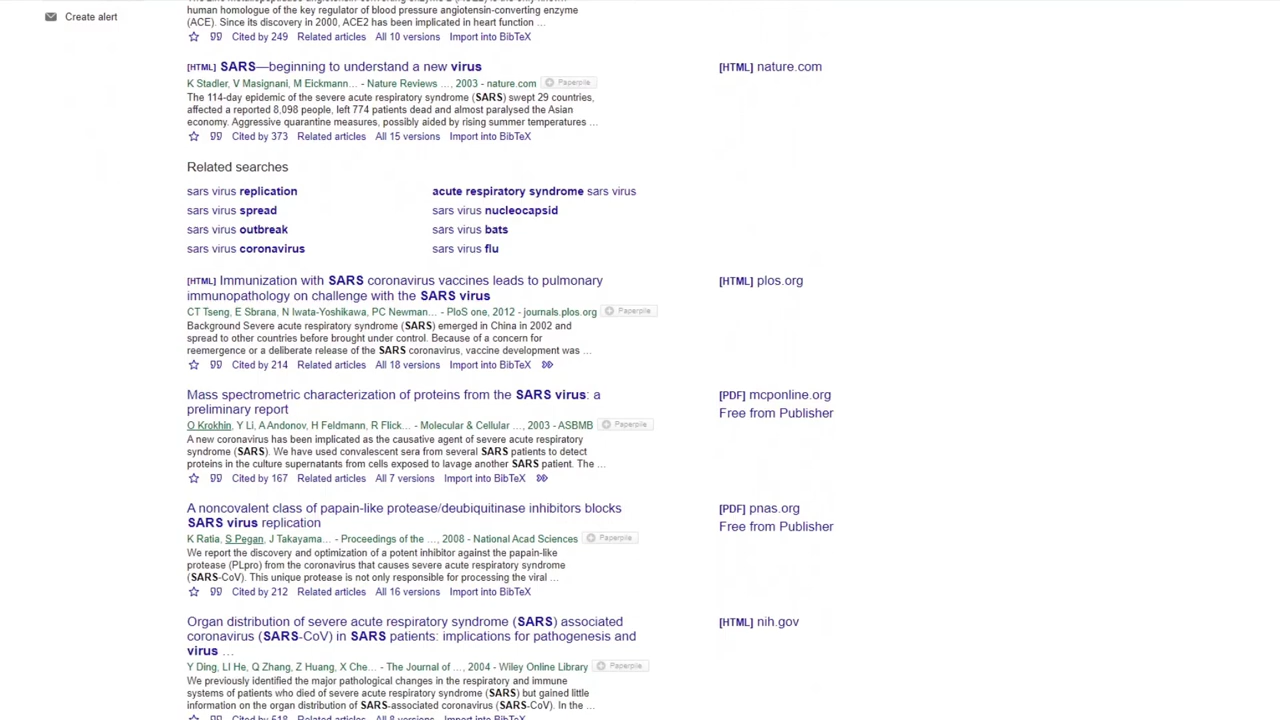 Create alert
human homologue of the key regulator of blood pressure angiotensin-converting enzyme
(ACE). Since its discovery in 2000, ACE2 has been implicated in heart function …
Cited by 249 Related articles All 10 versions Import into BibTeX
[HTML] SARS—beginning to understand a new virus
[HTML] nature.com
K Stadler, V Masignani, M Eickmann… - Nature Reviews …, 2003 - nature.com Paperpile
The 114-day epidemic of the severe acute respiratory syndrome (SARS) swept 29 countries,
affected a reported 8,098 people, left 774 patients dead and almost paralysed the Asian
economy. Aggressive quarantine measures, possibly aided by rising summer temperatures …
Cited by 373 Related articles All 15 versions Import into BibTeX
Related searches
sars virus replication
acute respiratory syndrome sars virus
sars virus spread
sars virus nucleocapsid
sars virus outbreak
sars virus bats
sars virus coronavirus
sars virus flu
[HTML] Immunization with SARS coronavirus vaccines leads to pulmonary
immunopathology on challenge with the SARS virus
[HTML] plos.org
CT Tseng, E Sbrana, N Iwata-Yoshikawa, PC Newman… - PloS one, 2012 - journals.plos.org Paperpile
Background Severe acute respiratory syndrome (SARS) emerged in China in 2002 and
spread to other countries before brought under control. Because of a concern for
reemergence or a deliberate release of the SARS coronavirus, vaccine development was …
Cited by 214 Related articles All 18 versions Import into BibTeX
Mass spectrometric characterization of proteins from the SARS virus: a
preliminary report
[PDF] mcponline.org
Free from Publisher
O Krokhin, Y Li, A Andonov, H Feldmann, R Flick… - Molecular & Cellular …, 2003 - ASBMB Paperpile
A new coronavirus has been implicated as the causative agent of severe acute respiratory
syndrome (SARS). We have used convalescent sera from several SARS patients to detect
proteins in the culture supernatants from cells exposed to lavage another SARS patient. The …
Cited by 167 Related articles All 7 versions Import into BibTeX
A noncovalent class of papain-like protease/deubiquitinase inhibitors blocks
SARS virus replication
[PDF] pnas.org
Free from Publisher
K Ratia, S Pegan, J Takayama… - Proceedings of the …, 2008 - National Acad Sciences Paperpile
We report the discovery and optimization of a potent inhibitor against the papain-like
protease (PLpro) from the coronavirus that causes severe acute respiratory syndrome
(SARS-CoV). This unique protease is not only responsible for processing the viral …
Cited by 212 Related articles All 16 versions Import into BibTeX
Organ distribution of severe acute respiratory syndrome (SARS) associated
coronavirus (SARS-CoV) in SARS patients: implications for pathogenesis and
virus …
[HTML] nih.gov
Y Ding, LI He, Q Zhang, Z Huang, X Che… - The Journal of …, 2004 - Wiley Online Library Paperpile
We previously identified the major pathological changes in the respiratory and immune
systems of patients who died of severe acute respiratory syndrome (SARS) but gained little
information on the organ distribution of SARS-associated coronavirus (SARS-CoV). In the …
Cited by 518 Related articles All 8 versions Import into BibTeX